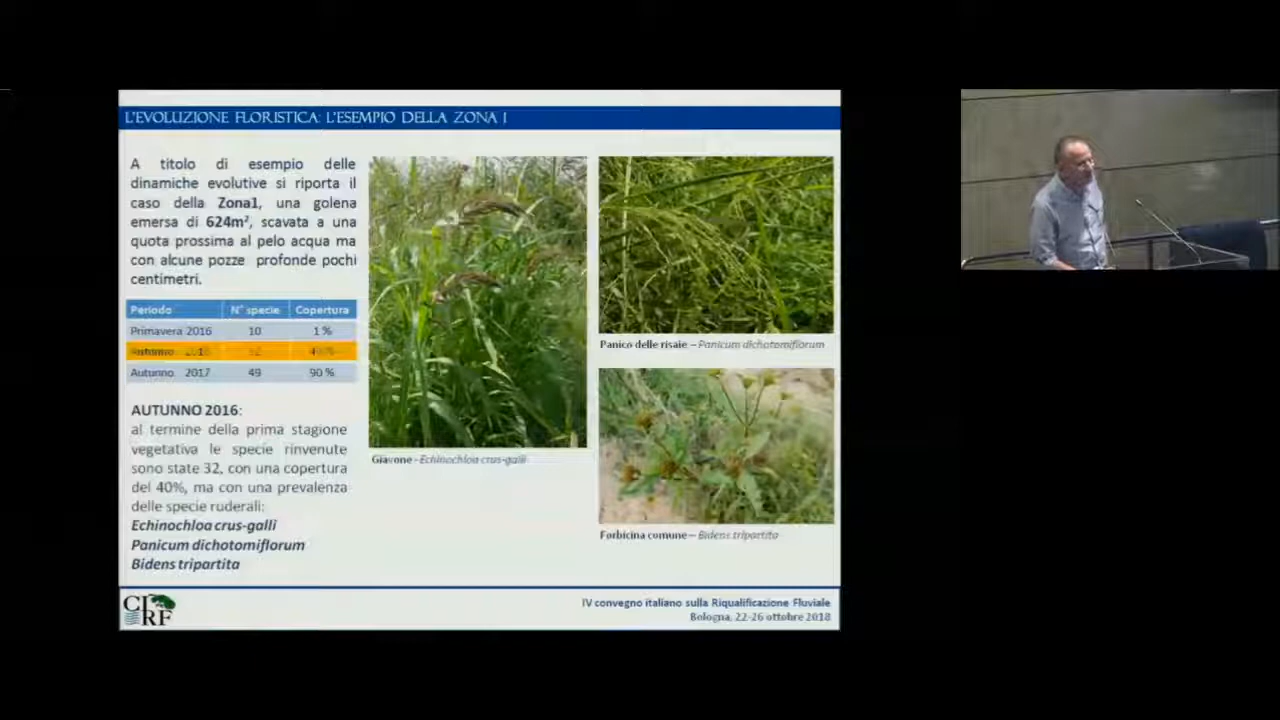 L'EVOLUZIONE FLORISTICA: L'ESEMPIO DELLA ZONA 1
A titolo di esempio delle
dinamiche evolutive si riporta il
caso della Zona1, una golena
emersa di 624m², scavata a una
quota prossima al pelo acqua ma
con alcune pozze profonde pochi
centimetri.
Periodo N° specie Copertura
Primavera 2016 10 1 %
Autunno 2016 32 40%
Autunno 2017 49 90 %
AUTUNNO 2016:
al termine della prima stagione
vegetativa le specie rinvenute
sono state 32, con una copertura
del 40%, ma con una prevalenza
delle specie ruderali:
Echinochloa crus-galli
Panicum dichotomiflorum
Bidens tripartita
Giavone - Echinochloa crus-galli
Panico delle risaie – Panicum dichotomiflorum
Forbicina comune – Bidens tripartita
CIRF
IV convegno italiano sulla Riqualificazione Fluviale
Bologna, 22-26 ottobre 2018